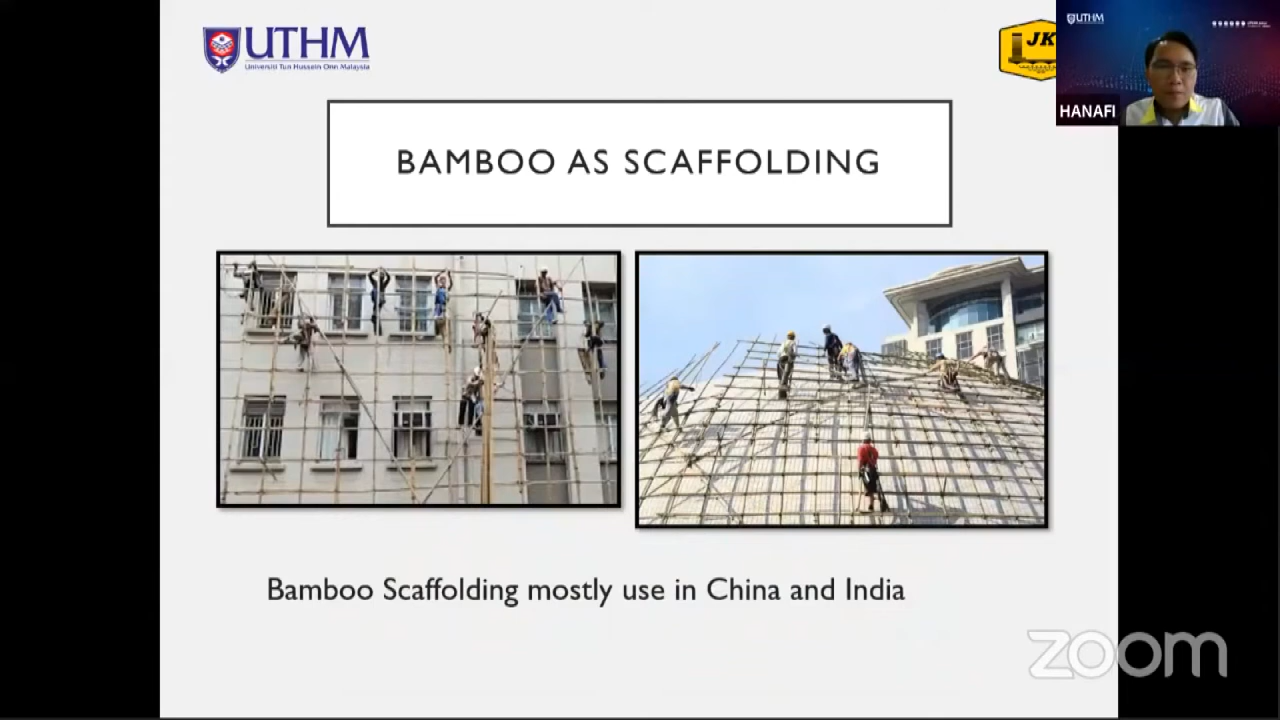 UTHM
Universiti Tun Hussein Onn Malaysia
JK
UTHM
HANAFI
BAMBOO AS SCAFFOLDING
Bamboo Scaffolding mostly use in China and India
zoom